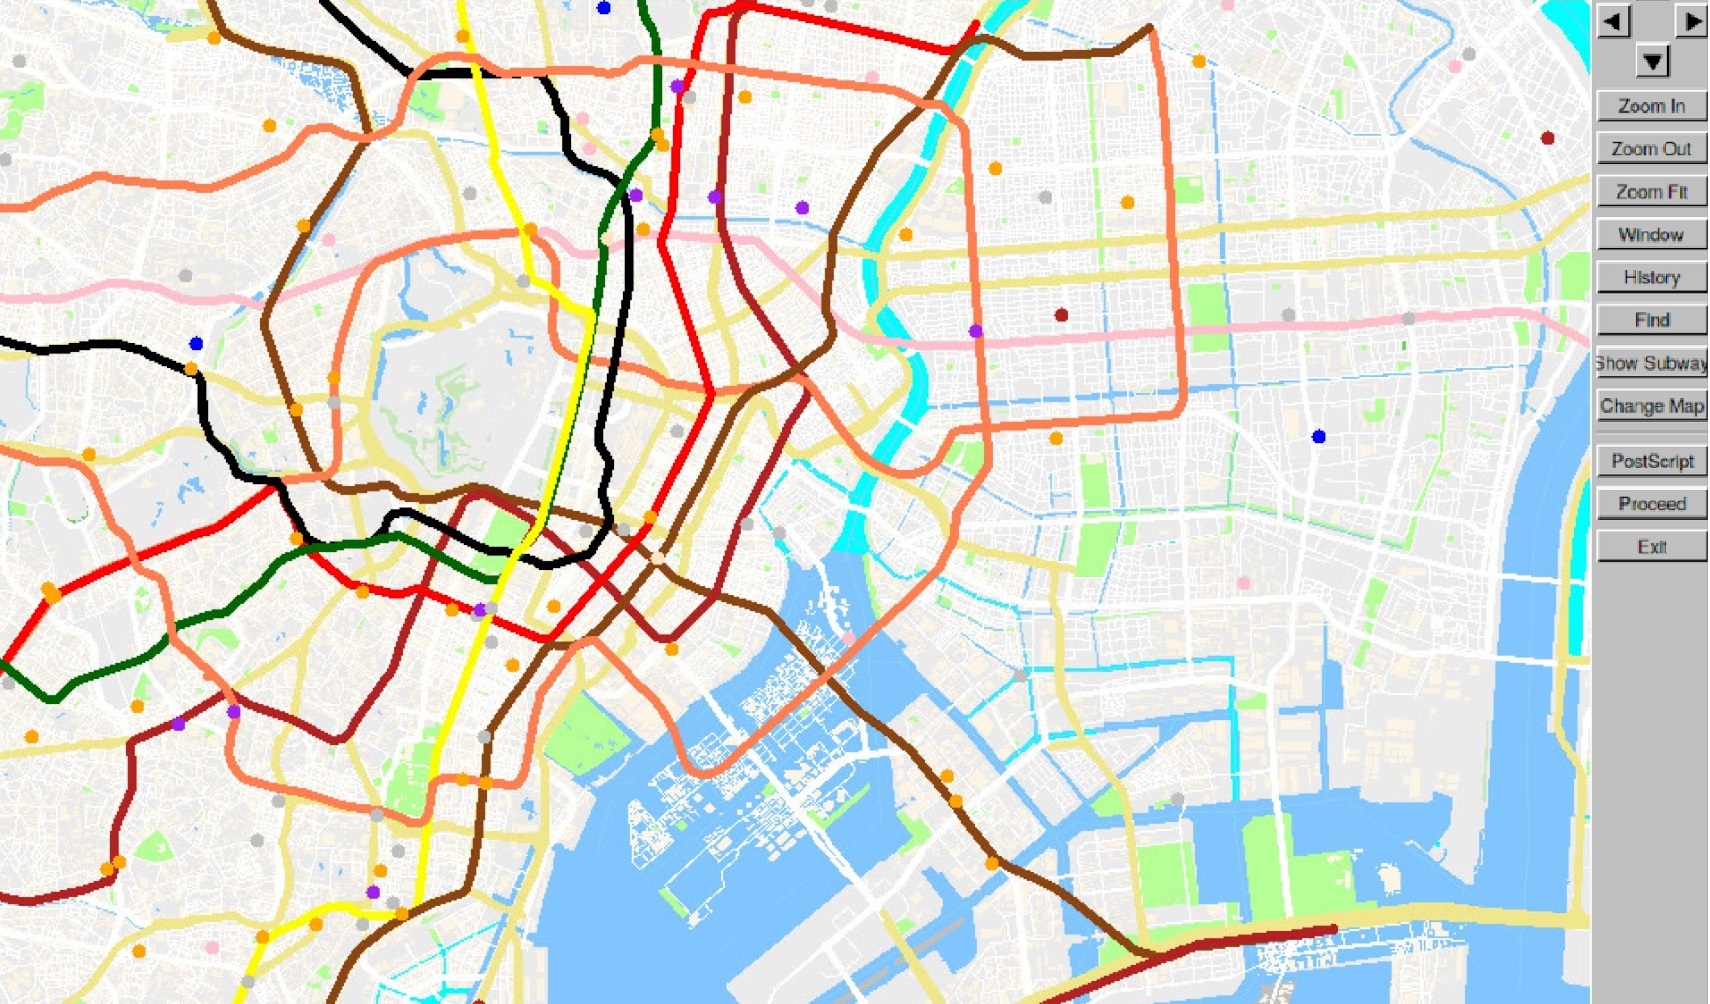 Zoom In
Zoom Out
Zoom Fit
Window
History
Find
Show Subway
Change Map
PostScript
Proceed
Exit